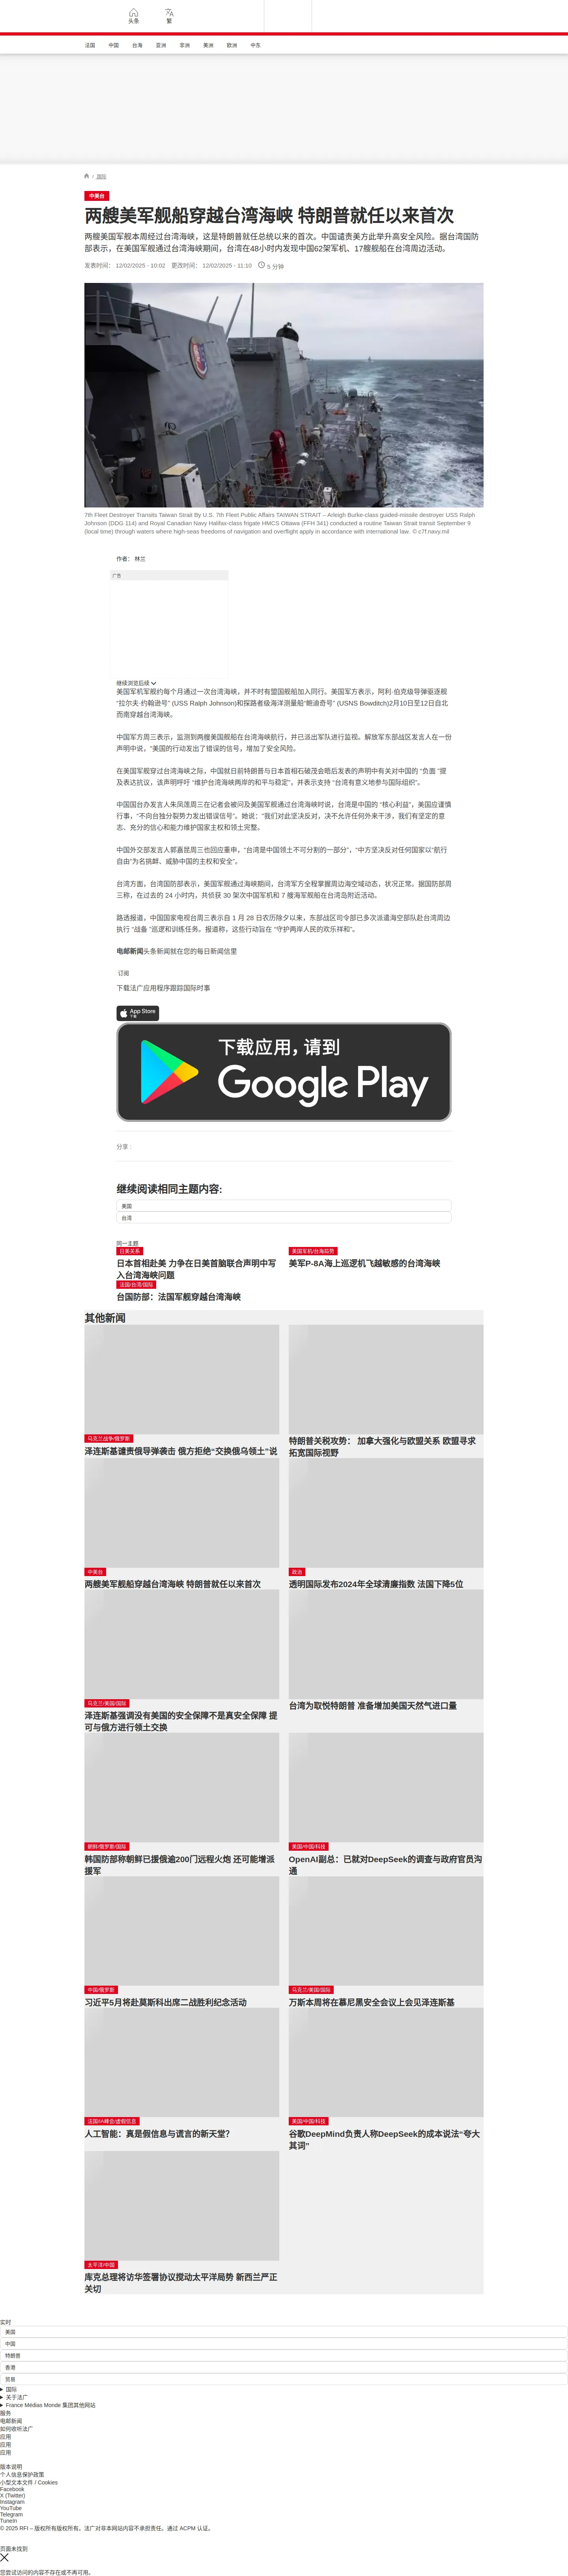 头条
繁
法国 中国 台海 亚洲 非洲 美洲 欧洲 中东
/ 国际
中美台
两艘美军舰船穿越台湾海峡 特朗普就任以来首次
两艘美国军舰本周经过台湾海峡，这是特朗普就任总统以来的首次。中国谴责美方此举升高安全风险。据台湾国防
部表示，在美国军舰通过台湾海峡期间，台湾在48小时内发现中国62架军机、17艘舰船在台湾周边活动。
发表时间： 12/02/2025 - 10:02 更改时间： 12/02/2025 - 11:10 5 分钟
7th Fleet Destroyer Transits Taiwan Strait By U.S. 7th Fleet Public Affairs TAIWAN STRAIT – Arleigh Burke-class guided-missile destroyer USS Ralph
Johnson (DDG 114) and Royal Canadian Navy Halifax-class frigate HMCS Ottawa (FFH 341) conducted a routine Taiwan Strait transit September 9
(local time) through waters where high-seas freedoms of navigation and overflight apply in accordance with international law. © c7f.navy.mil
作者： 林兰
广告
继续浏览后续
美国军机军舰约每个月通过一次台湾海峡，并不时有盟国舰船加入同行。美国军方表示，阿利·伯克级导弹驱逐舰
“拉尔夫·约翰逊号” (USS Ralph Johnson)和探路者级海洋测量船“鲍迪奇号” (USNS Bowditch)2月10日至12日自北
而南穿越台湾海峡。
中国军方周三表示，监测到两艘美国舰船在台湾海峡航行，并已派出军队进行监视。解放军东部战区发言人在一份
声明中说，“美国的行动发出了错误的信号，增加了安全风险。
在美国军舰穿过台湾海峡之际，中国就日前特朗普与日本首相石破茂会晤后发表的声明中有关对中国的 “负面 ”提
及表达抗议，该声明呼吁 “维护台湾海峡两岸的和平与稳定”，并表示支持 “台湾有意义地参与国际组织”。
中国国台办发言人朱凤莲周三在记者会被问及美国军舰通过台湾海峡时说，台湾是中国的 “核心利益”，美国应谨慎
行事，“不向台独分裂势力发出错误信号”。她说：“我们对此坚决反对，决不允许任何外来干涉，我们有坚定的意
志、充分的信心和能力维护国家主权和领土完整。
中国外交部发言人郭嘉昆周三也回应重申，“台湾是中国领土不可分割的一部分”，“中方坚决反对任何国家以“航行
自由”为名挑衅、威胁中国的主权和安全”。
台湾方面，台湾国防部表示，美国军舰通过海峡期间，台湾军方全程掌握周边海空域动态，状况正常。据国防部周
三称，在过去的 24 小时内，共侦获 30 架次中国军机和 7 艘海军舰船在台湾岛附近活动。
路透报道，中国国家电视台周三表示自 1 月 28 日农历除夕以来，东部战区司令部已多次派遣海空部队赴台湾周边
执行 “战备 ”巡逻和训练任务。报道称，这些行动旨在 “守护两岸人民的欢乐祥和”。
电邮新闻头条新闻就在您的每日新闻信里
订阅
下载法广应用程序跟踪国际时事
App Store
下载
下载应用，请到
Google Play
分享 :
继续阅读相同主题内容:
美国
台湾
同一主题
日美关系
日本首相赴美 力争在日美首脑联合声明中写
入台湾海峡问题
美国军机/台海局势
美军P-8A海上巡逻机飞越敏感的台湾海峡
法国/台湾/国际
台国防部：法国军舰穿越台湾海峡
其他新闻
乌克兰战争/俄罗斯
泽连斯基谴责俄导弹袭击 俄方拒绝“交换俄乌领土”说
特朗普关税攻势： 加拿大强化与欧盟关系 欧盟寻求
拓宽国际视野
中美台
两艘美军舰船穿越台湾海峡 特朗普就任以来首次
政治
透明国际发布2024年全球清廉指数 法国下降5位
乌克兰/美国/国际
泽连斯基强调没有美国的安全保障不是真安全保障 提
可与俄方进行领土交换
台湾为取悦特朗普 准备增加美国天然气进口量
朝鲜/俄罗斯/国际
韩国防部称朝鲜已援俄逾200门远程火炮 还可能增派
援军
美国/中国/科技
OpenAI副总：已就对DeepSeek的调查与政府官员沟
通
中国/俄罗斯
习近平5月将赴莫斯科出席二战胜利纪念活动
乌克兰/美国/国际
万斯本周将在慕尼黑安全会议上会见泽连斯基
法国/IA峰会/虚假信息
人工智能：真是假信息与谎言的新天堂?
美国/中国/科技
谷歌DeepMind负责人称DeepSeek的成本说法“夸大
其词”
太平洋/中国
库克总理将访华签署协议搅动太平洋局势 新西兰严正
关切
实时
美国
中国
特朗普
香港
贸易
国际
关于法广
France Médias Monde 集团其他网站
服务
电邮新闻
如何收听法广
应用
应用
应用
版本说明
个人信息保护政策
小型文本文件 / Cookies
Facebook
X (Twitter)
Instagram
YouTube
Telegram
TuneIn
© 2025 RFI – 版权所有版权所有。法广对非本网站内容不承担责任。通过 ACPM 认证。
页面未找到
您尝试访问的内容不存在或不再可用。